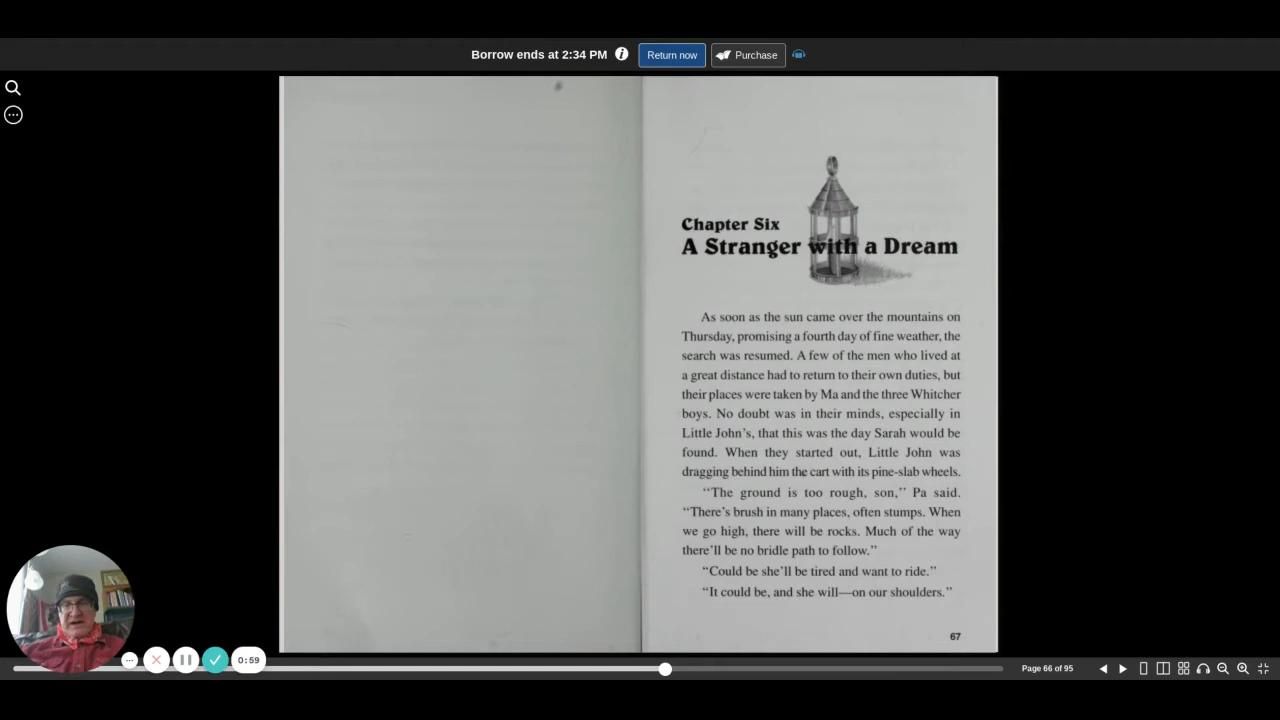 Borrow ends at 2:34 PM
Return now
Purchase
Chapter Six
A Stranger with a Dream
As soon as the sun came over the mountains on
Thursday, promising a fourth day of fine weather, the
search was resumed. A few of the men who lived at
a great distance had to return to their own duties, but
their places were taken by Ma and the three Whitcher
boys. No doubt was in their minds, especially in
Little John's, that this was the day Sarah would be
found. When they started out, Little John was
dragging behind him the cart with its pine-slab wheels.
“The ground is too rough, son,” Pa said.
“There's brush in many places, often stumps. When
we go high, there will be rocks. Much of the way
there'll be no bridle path to follow.”
“Could be she'll be tired and want to ride.”
“It could be, and she will—on our shoulders.”
67
0:59
Page 66 of 95